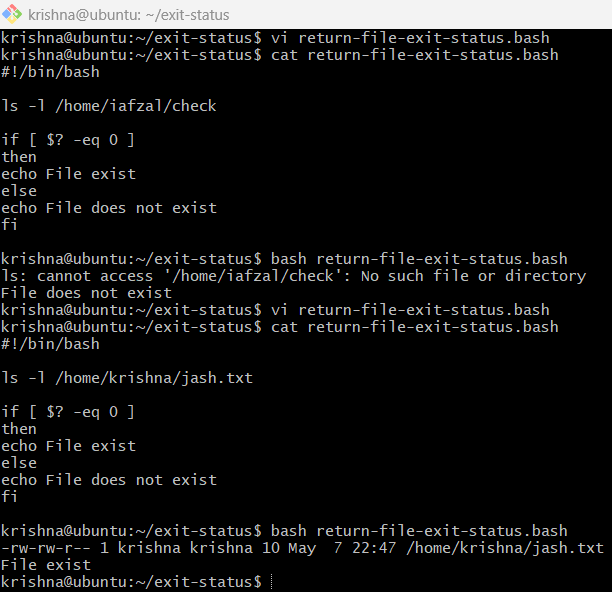 krishna@ubuntu: ~/exit-status
krishna@ubuntu:~/exit-status$ vi return-file-exit-status.bash
krishna@ubuntu:~/exit-status$ cat return-file-exit-status.bash
#!/bin/bash
ls -l /home/iafzal/check
if [ $? -eq 0 ]
then
echo File exist
else
echo File does not exist
fi
krishna@ubuntu:~/exit-status$ bash return-file-exit-status.bash
ls: cannot access '/home/iafzal/check': No such file or directory
File does not exist
krishna@ubuntu:~/exit-status$ vi return-file-exit-status.bash
krishna@ubuntu:~/exit-status$ cat return-file-exit-status.bash
#!/bin/bash
ls -l /home/krishna/jash.txt
if [ $? -eq 0 ]
then
echo File exist
else
echo File does not exist
fi
krishna@ubuntu:~/exit-status$ bash return-file-exit-status.bash
-rw-rw-r-- 1 krishna krishna 10 May  7 22:47 /home/krishna/jash.txt
File exist
krishna@ubuntu:~/exit-status$